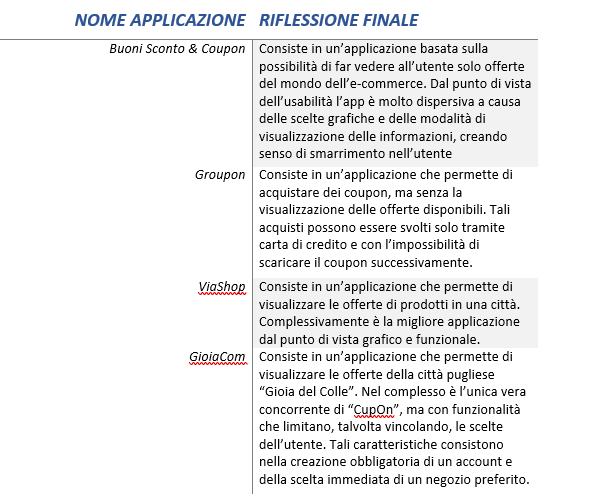 NOME APPLICAZIONE RIFLESSIONE FINALE
Buoni Sconto & Coupon Consiste in un'applicazione basata sulla
possibilità di far vedere all'utente solo offerte
del mondo dell'e-commerce. Dal punto di vista
dell'usabilità l'app è molto dispersiva a causa
delle scelte grafiche e delle modalità di
visualizzazione delle informazioni, creando
senso di smarrimento nell'utente
Groupon Consiste in un'applicazione che permette di
acquistare dei coupon, ma senza la
visualizzazione delle offerte disponibili. Tali
acquisti possono essere svolti solo tramite
carta di credito e con l'impossibilità di
scaricare il coupon successivamente.
ViaShop Consiste in un'applicazione che permette di
visualizzare le offerte di prodotti in una città.
Complessivamente è la migliore applicazione
dal punto di vista grafico e funzionale.
GioiaCom Consiste in un'applicazione che permette di
visualizzare le offerte della città pugliese
“Gioia del Colle”. Nel complesso è l'unica vera
concorrente di “CupOn”, ma con funzionalità
che limitano, talvolta vincolando, le scelte
dell'utente. Tali caratteristiche consistono
nella creazione obbligatoria di un account e
della scelta immediata di un negozio preferito.